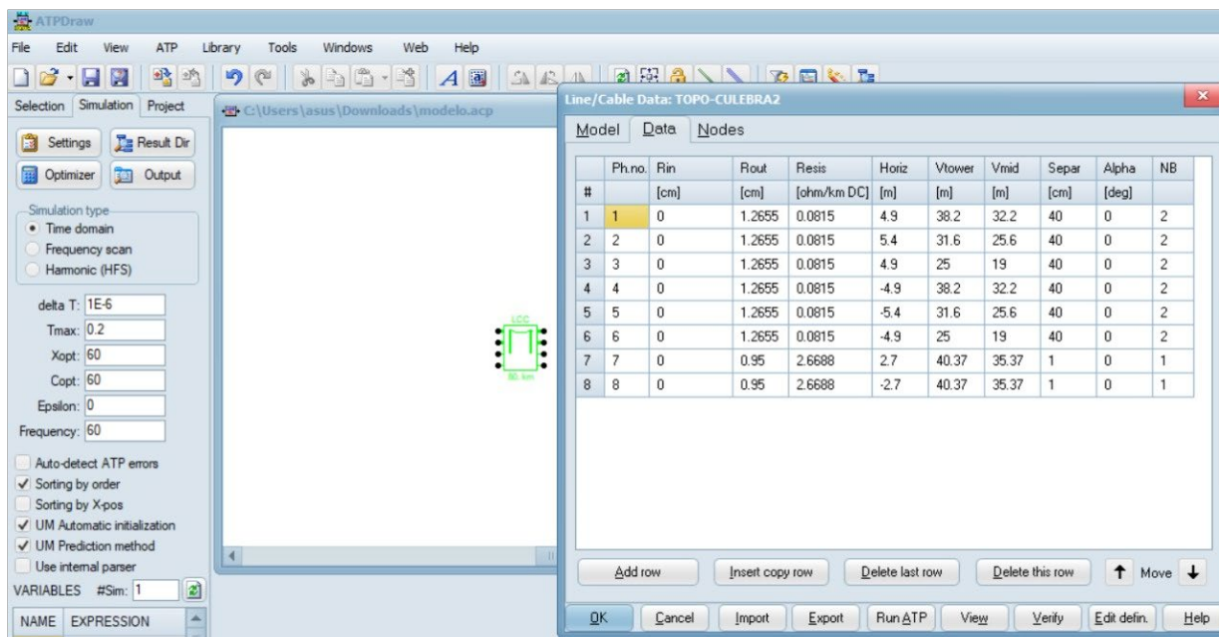 ATPDraw
File Edit View ATP Library Tools Windows Web Help
Selection Simulation Project
C:\Users\asus\Downloads\modelo.acp
Settings Result Dir
Optimizer Output
Simulation type
Time domain
Frequency scan
Harmonic (HFS)
delta T: 1E-6
Tmax: 0.2
Xopt: 60
Copt: 60
Epsilon: 0
Frequency: 60
Auto-detect ATP errors
Sorting by order
Sorting by X-pos
UM Automatic initialization
UM Prediction method
Use internal parser
VARIABLES #Sim: 1
NAME EXPRESSION
LCC
Line/Cable Data: TOPO-CULEBRA2
Model Data Nodes
Ph.no. Rin Rout Resis Horiz Vtower Vmid Separ Alpha NB
# [cm] [cm] [ohm/km DC] [m] [m] [m] [cm] [deg]
1 1 0 1.2655 0.0815 4.9 38.2 32.2 40 0 2
2 2 0 1.2655 0.0815 5.4 31.6 25.6 40 0 2
3 3 0 1.2655 0.0815 4.9 25 19 40 0 2
4 4 0 1.2655 0.0815 -4.9 38.2 32.2 40 0 2
5 5 0 1.2655 0.0815 -5.4 31.6 25.6 40 0 2
6 6 0 1.2655 0.0815 -4.9 25 19 40 0 2
7 7 0 0.95 2.6688 2.7 40.37 35.37 1 0 1
8 8 0 0.95 2.6688 -2.7 40.37 35.37 1 0 1
Add row Insert copy row Delete last row Delete this row Move
OK Cancel Import Export Run ATP View Verify Edit defin. Help